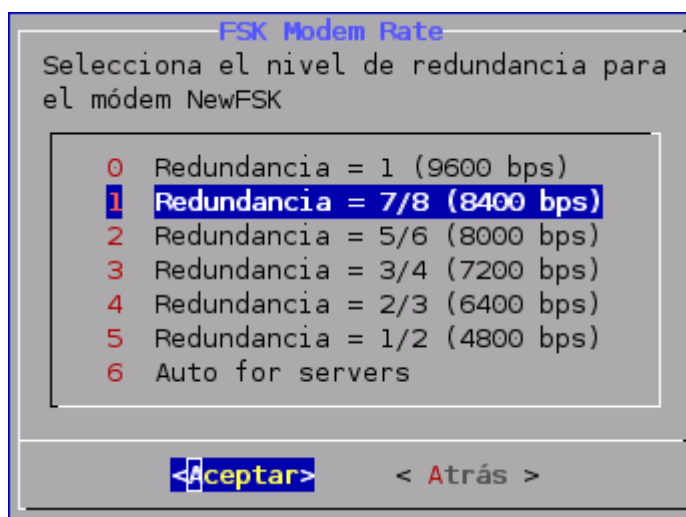 FSK Modem Rate
Selecciona el nivel de redundancia para
el módem NewFSK
0 Redundancia = 1 (9600 bps)
1 Redundancia = 7/8 (8400 bps)
2 Redundancia = 5/6 (8000 bps)
3 Redundancia = 3/4 (7200 bps)
4 Redundancia = 2/3 (6400 bps)
5 Redundancia = 1/2 (4800 bps)
6 Auto for servers
<Aceptar> < Atrás >